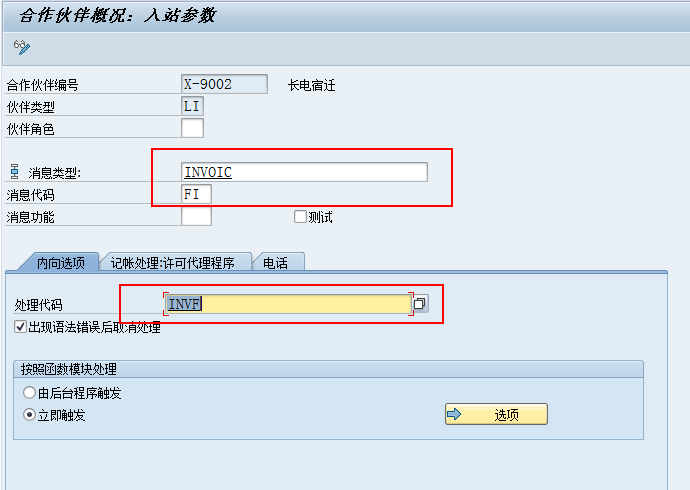 合作伙伴概况：入站参数
合作伙伴编号 X-9002 长电宿迁
伙伴类型 LI
伙伴角色
消息类型: INVOIC
消息代码 FI
消息功能 测试
内向选项 记帐处理:许可代理程序 电话
处理代码 INVF
出现语法错误后取消处理
按照函数模块处理
由后台程序触发
立即触发 选项